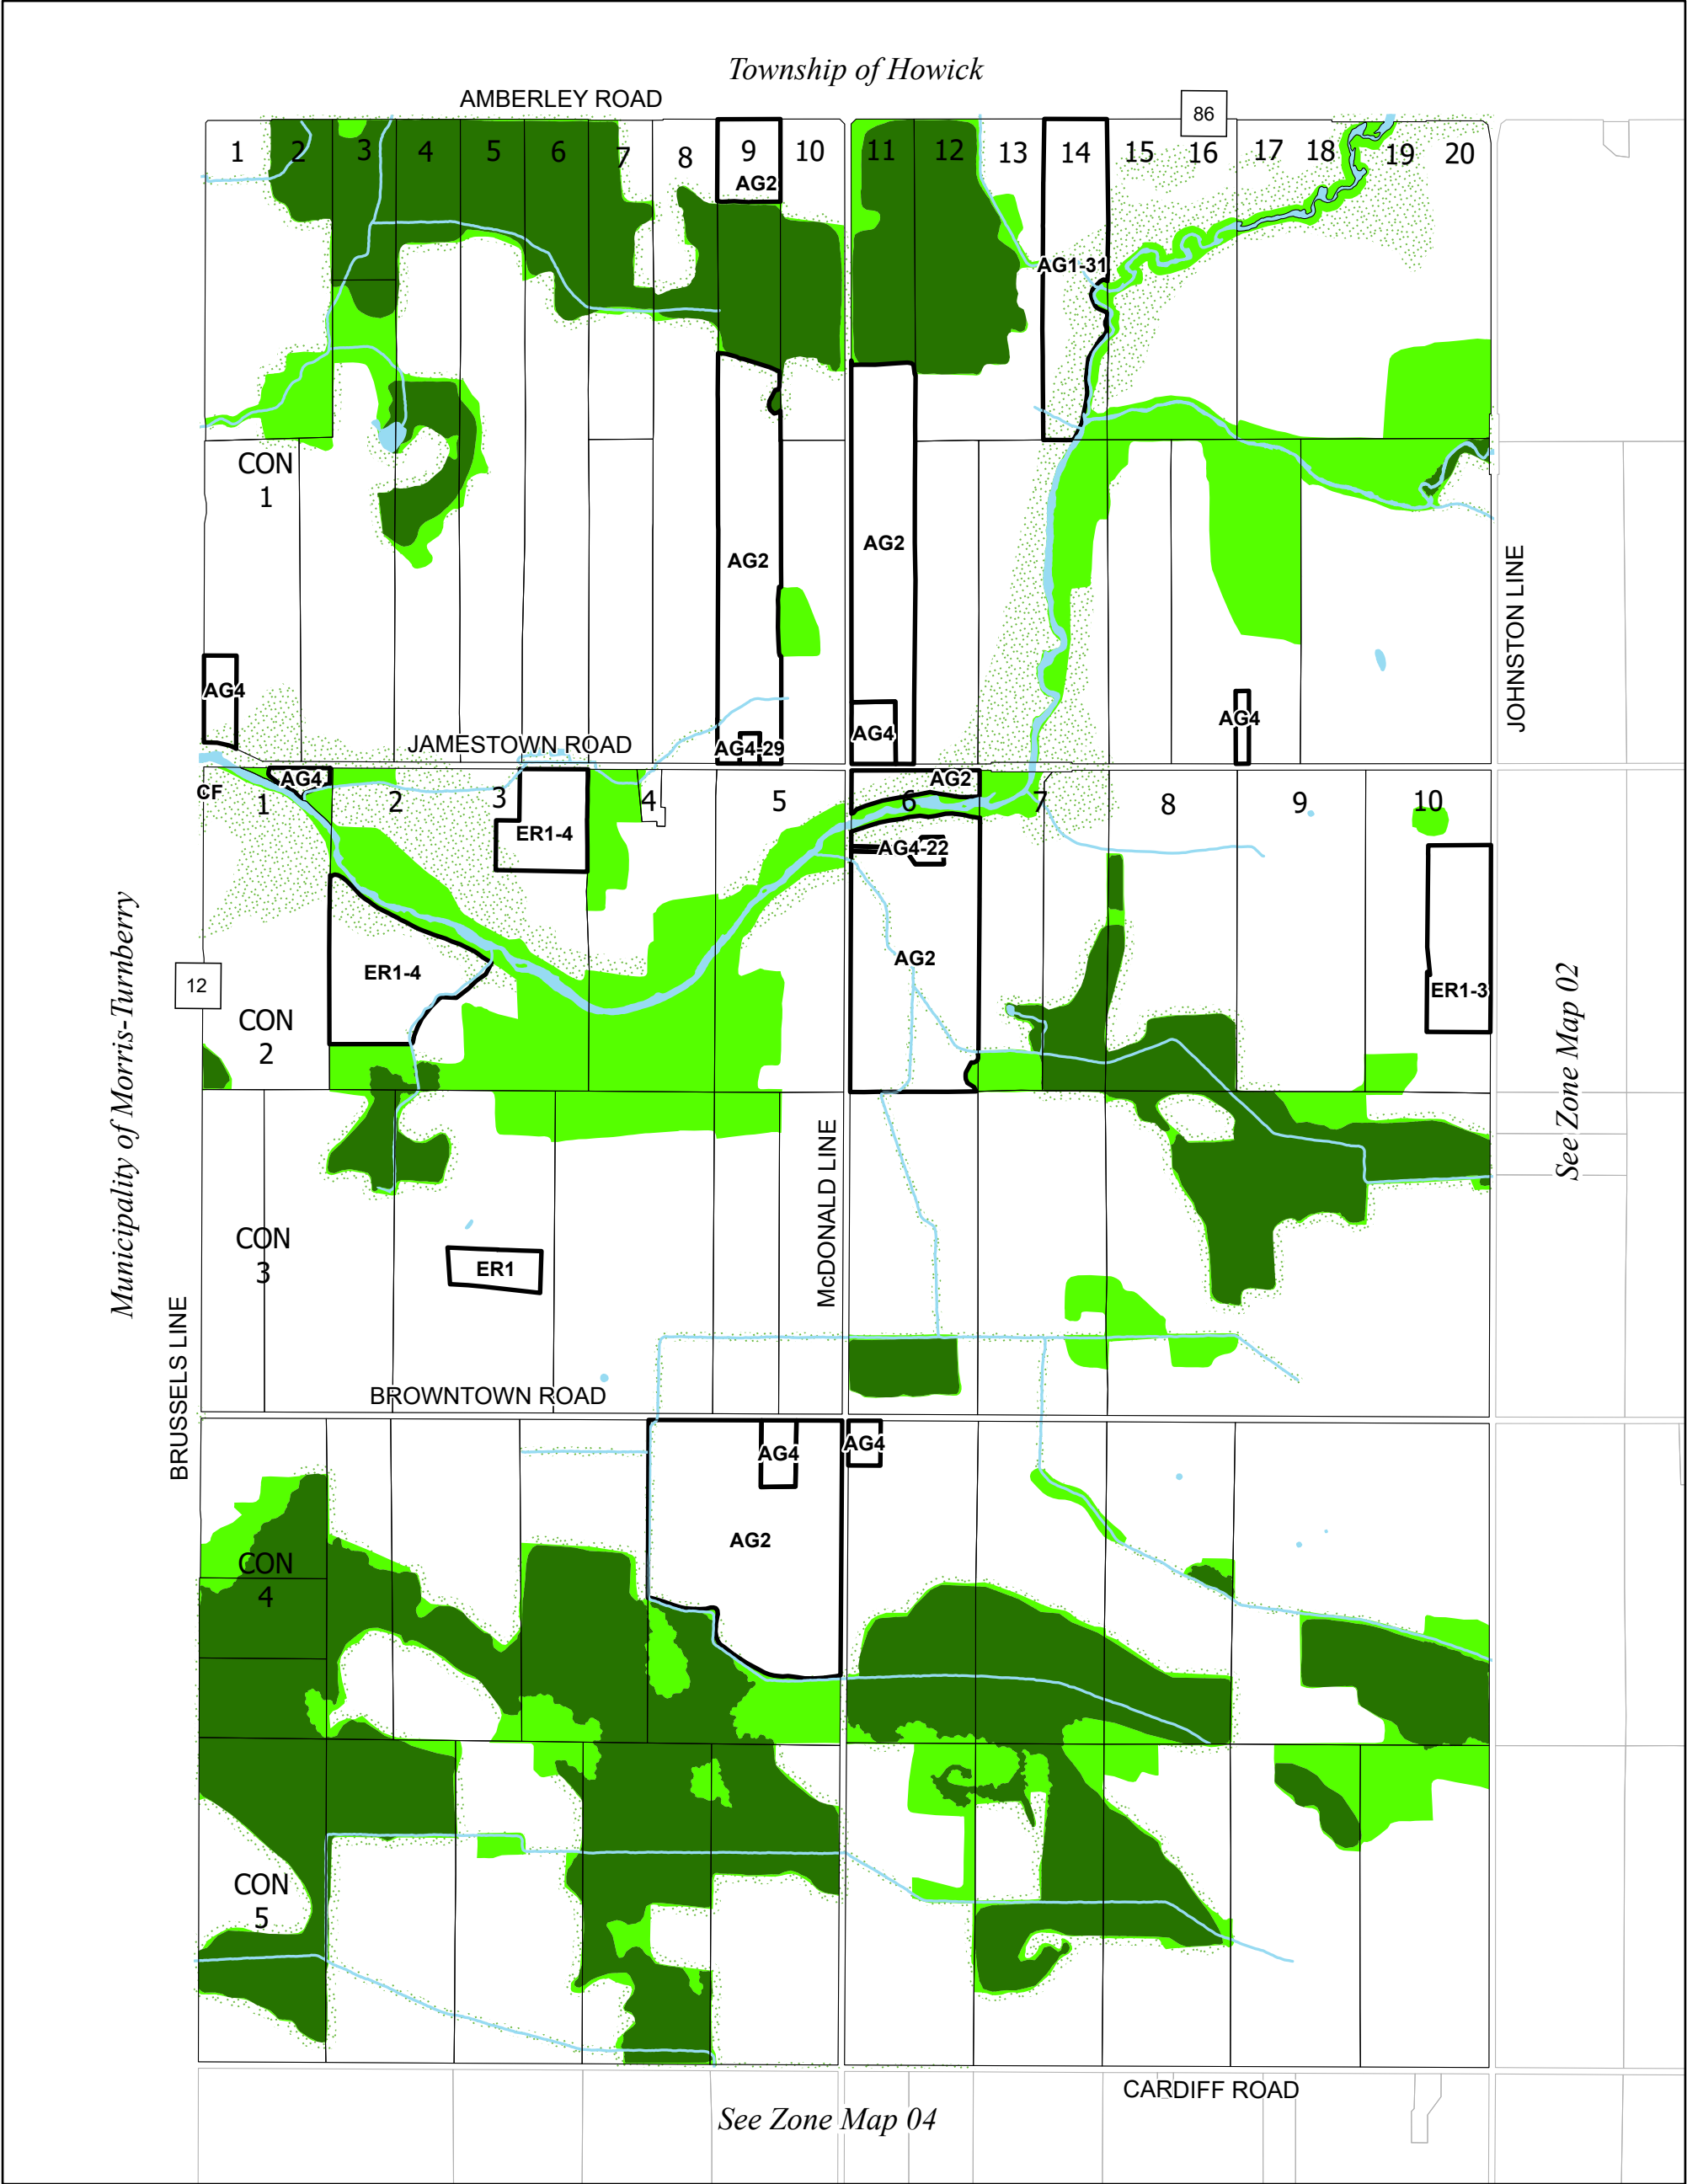 Township of Howick
AMBERLEY ROAD
86
1 2 3 4 5 6 7 8 9 10 11 12 13 14 15 16 17 18 19 20
AG2
AG1-31
CON
1
AG2
AG2
JOHNSTON LINE
AG4
AG4
AG4
JAMESTOWN ROAD
AG4-29
AG4
AG2
CF
1 2 3 4 5 6 7 8 9 10
ER1-4
AG4-22
Municipality of Morris-Turnberry
12
ER1-4
AG2
ER1-3
See Zone Map 02
CON
2
McDONALD LINE
CON
3
ER1
BRUSSELS LINE
BROWNTOWN ROAD
AG4
AG4
AG2
CON
4
CON
5
CARDIFF ROAD
See Zone Map 04